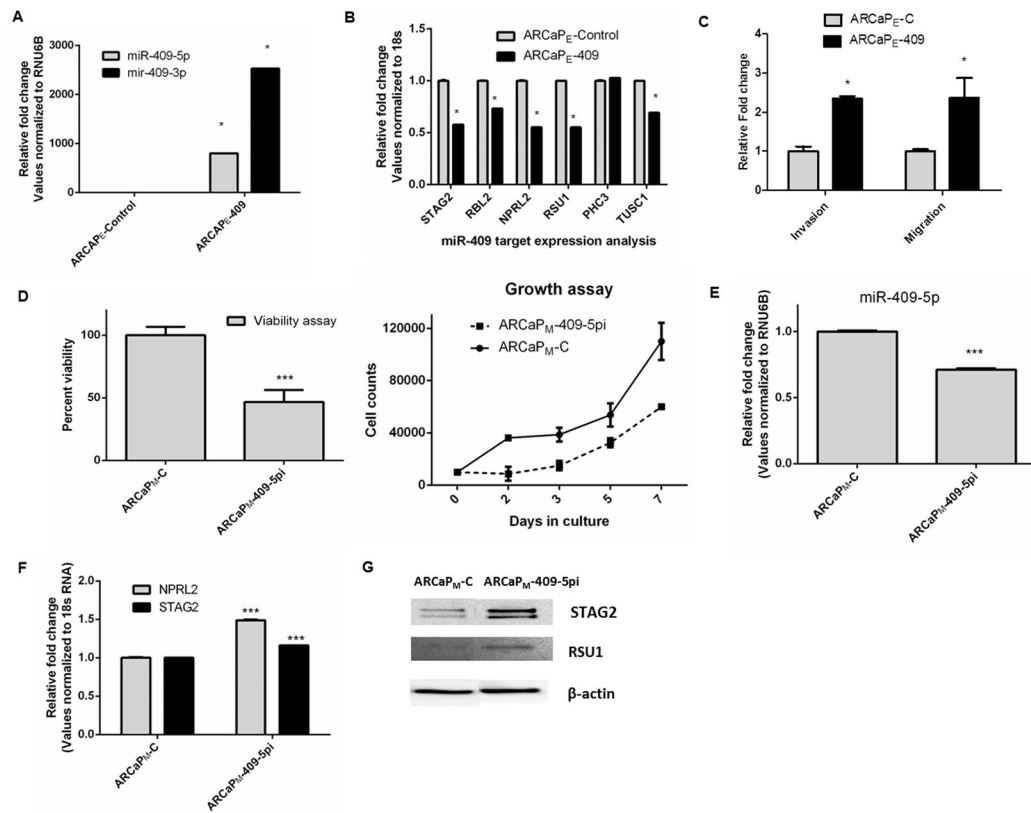 A
Relative fold change
Values normalized to RNU6B
3000
2000
1000
0
miR-409-5p
mir-409-3p
*
*
ARCAPE-Control
ARCAPE-409
B
Relative fold change
Values normalized to 18s
1.5
1.0
0.5
0.0
ARCaPE-Control
ARCaPE-409
*
*
*
*
*
STAG2
RBL2
NPRL2
RSU1
PHC3
TUSC1
miR-409 target expression analysis
C
Relative Fold change
4
3
2
1
0
ARCaPE-C
ARCaPE-409
*
*
Invasion
Migration
D
Percent viability
100
50
0
Viability assay
***
ARCaPM-C
ARCaPM-409-5pi
Growth assay
Cell counts
120000
80000
40000
0
ARCaPM-409-5pi
ARCaPM-C
0
2
3
5
7
Days in culture
E
miR-409-5p
Relative fold change
(Values normalized to RNU6B)
1.0
0.5
0.0
***
ARCaPM-C
ARCaPM-409-5pi
F
Relative fold change
(Values normalized to 18s RNA)
2.0
1.5
1.0
0.5
0.0
NPRL2
STAG2
***
***
ARCaPM-C
ARCaPM-409-5pi
G
ARCaPM-C ARCaPM-409-5pi
STAG2
RSU1
β-actin